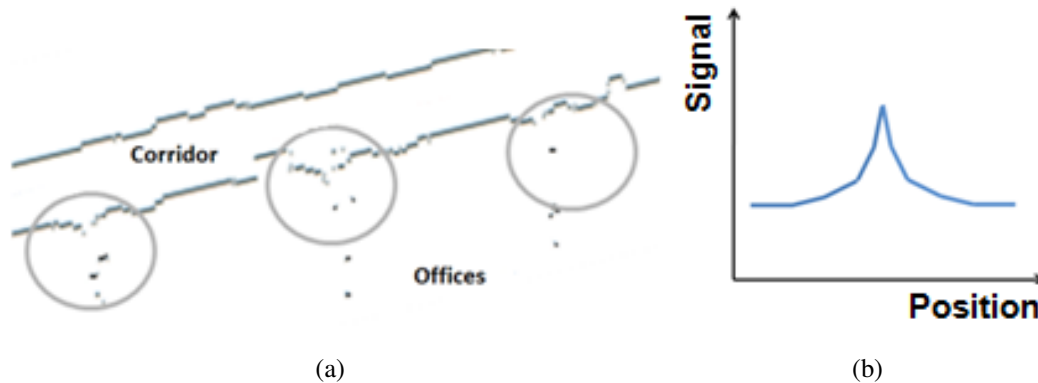 Corridor
Offices
(a)
Signal
Position
(b)